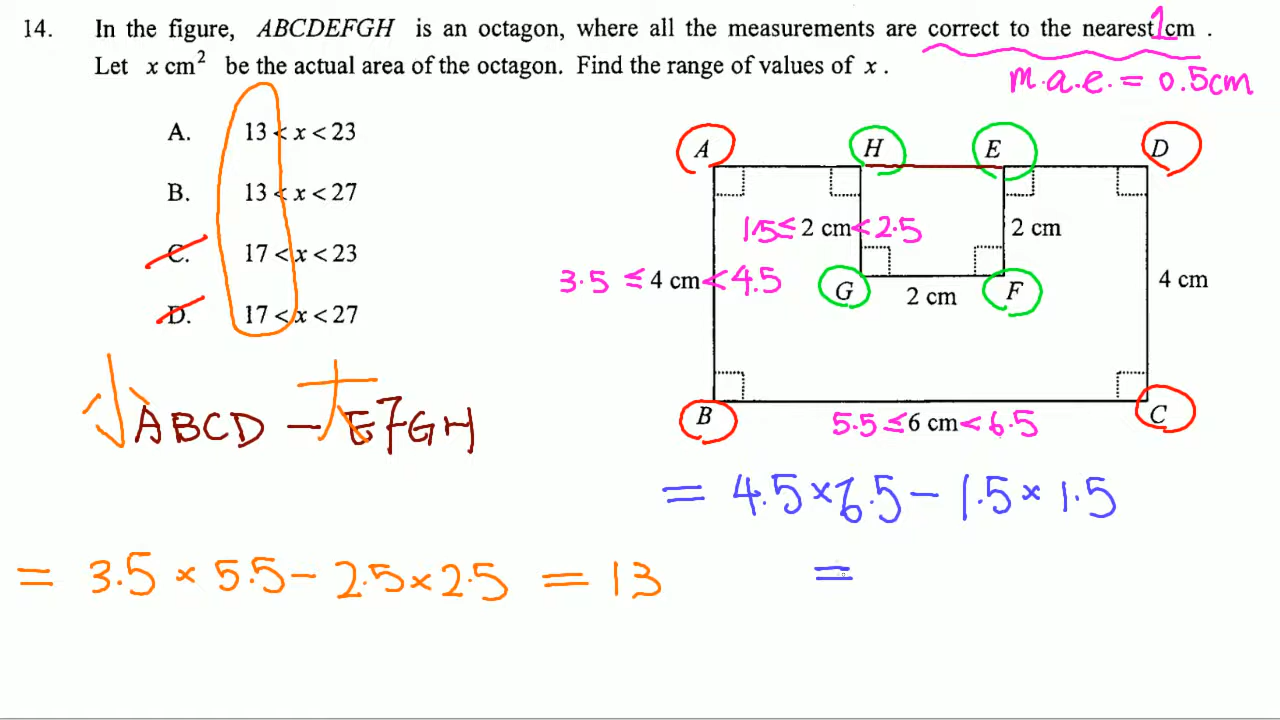 14. In the figure, ABCDEFGH is an octagon, where all the measurements are correct to the nearest 1cm .
Let x cm² be the actual area of the octagon. Find the range of values of x .
m.a.e. = 0.5cm
A. 13 < x < 23
B. 13 < x < 27
C. 17 < x < 23
D. 17 < x < 27
A H E D
1.5 ≤ 2 cm < 2.5 2 cm
3.5 ≤ 4 cm < 4.5 G 2 cm F 4 cm
B 5.5 ≤ 6 cm < 6.5 C
小 ABCD − 大 EFGH
= 4.5 × 6.5 − 1.5 × 1.5
= 3.5 × 5.5 − 2.5 × 2.5 = 13
=